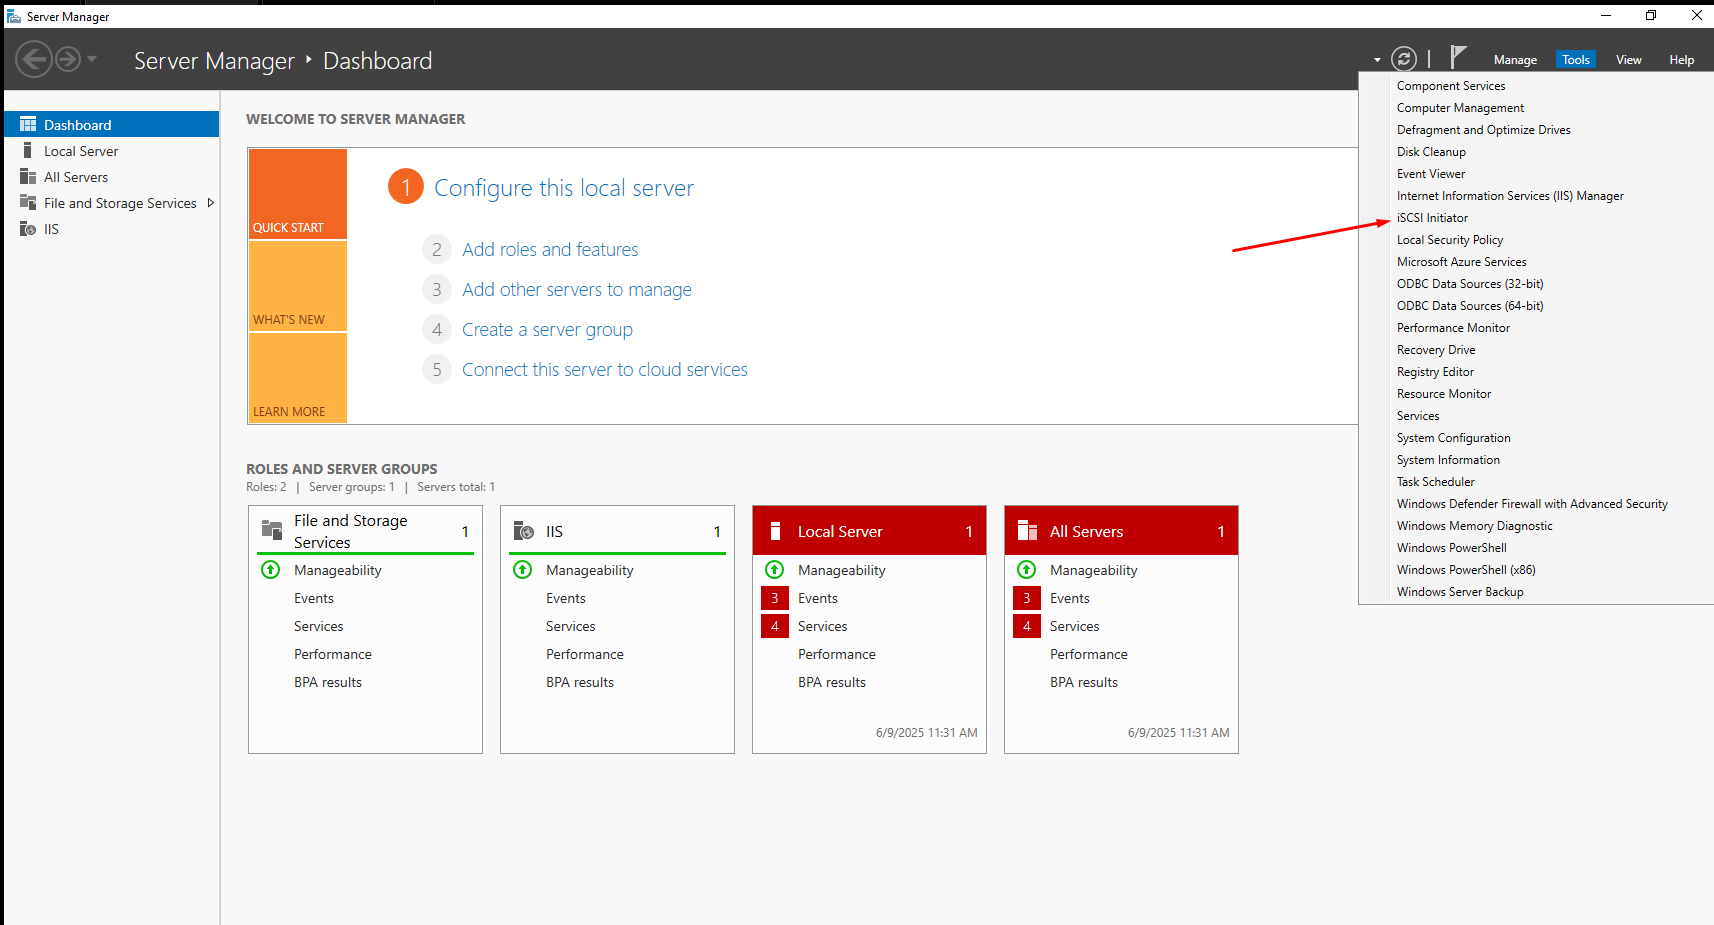 Server Manager
Server Manager ‣ Dashboard
Manage Tools View Help
Dashboard
Local Server
All Servers
File and Storage Services
IIS
WELCOME TO SERVER MANAGER
QUICK START
WHAT'S NEW
LEARN MORE
1 Configure this local server
2 Add roles and features
3 Add other servers to manage
4 Create a server group
5 Connect this server to cloud services
ROLES AND SERVER GROUPS
Roles: 2 | Server groups: 1 | Servers total: 1
File and Storage
Services 1
Manageability
Events
Services
Performance
BPA results
IIS 1
Manageability
Events
Services
Performance
BPA results
Local Server 1
Manageability
3 Events
4 Services
Performance
BPA results
6/9/2025 11:31 AM
All Servers 1
Manageability
3 Events
4 Services
Performance
BPA results
6/9/2025 11:31 AM
Component Services
Computer Management
Defragment and Optimize Drives
Disk Cleanup
Event Viewer
Internet Information Services (IIS) Manager
iSCSI Initiator
Local Security Policy
Microsoft Azure Services
ODBC Data Sources (32-bit)
ODBC Data Sources (64-bit)
Performance Monitor
Recovery Drive
Registry Editor
Resource Monitor
Services
System Configuration
System Information
Task Scheduler
Windows Defender Firewall with Advanced Security
Windows Memory Diagnostic
Windows PowerShell
Windows PowerShell (x86)
Windows Server Backup